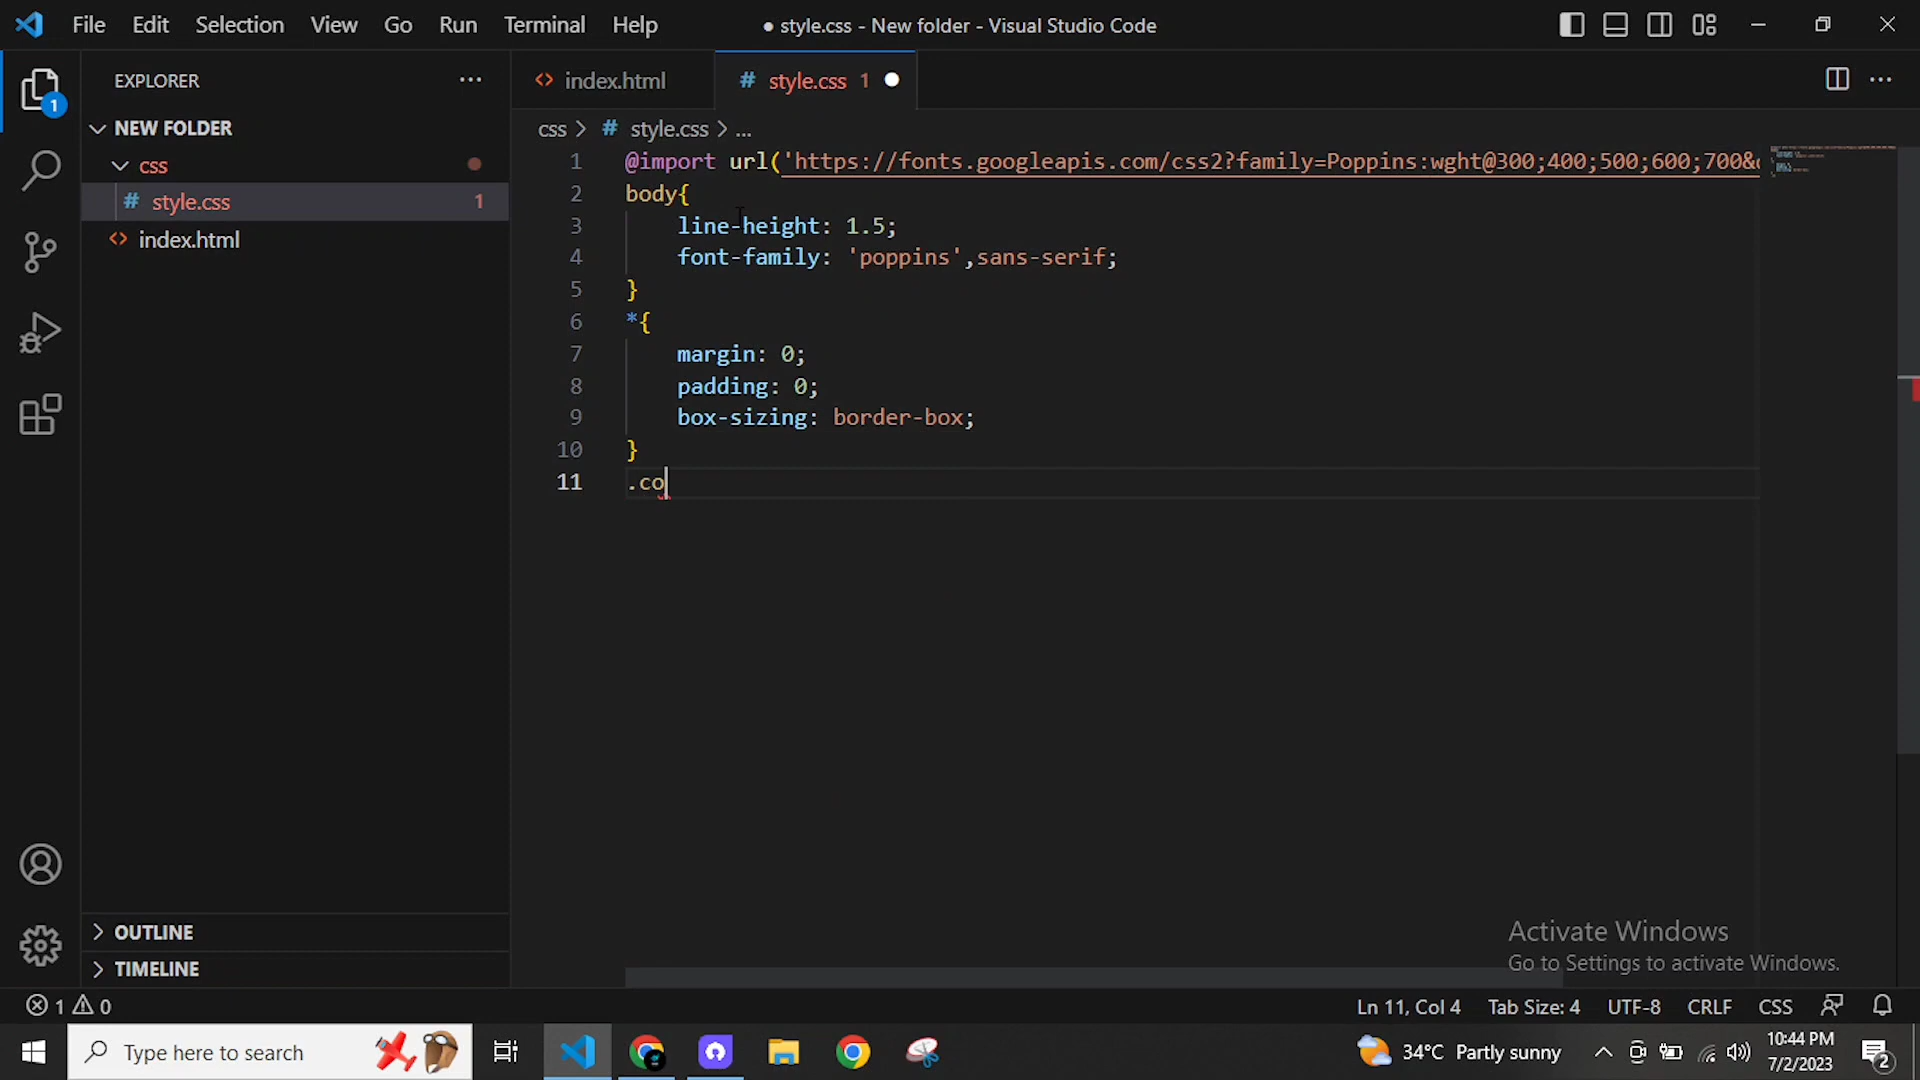 File Edit Selection View Go Run Terminal Help ● style.css - New folder - Visual Studio Code
EXPLORER ...
index.html
# style.css 1
1
NEW FOLDER
css
# style.css 1
index.html
css > # style.css > ...
1 @import url('https://fonts.googleapis.com/css2?family=Poppins:wght@300;400;500;600;700&
2 body{
3 line-height: 1.5;
4 font-family: 'poppins',sans-serif;
5 }
6 *{
7 margin: 0;
8 padding: 0;
9 box-sizing: border-box;
10 }
11 .co
OUTLINE
TIMELINE
Activate Windows
Go to Settings to activate Windows.
1 0 Ln 11, Col 4 Tab Size: 4 UTF-8 CRLF CSS
Type here to search
34°C Partly sunny
10:44 PM
7/2/2023
2